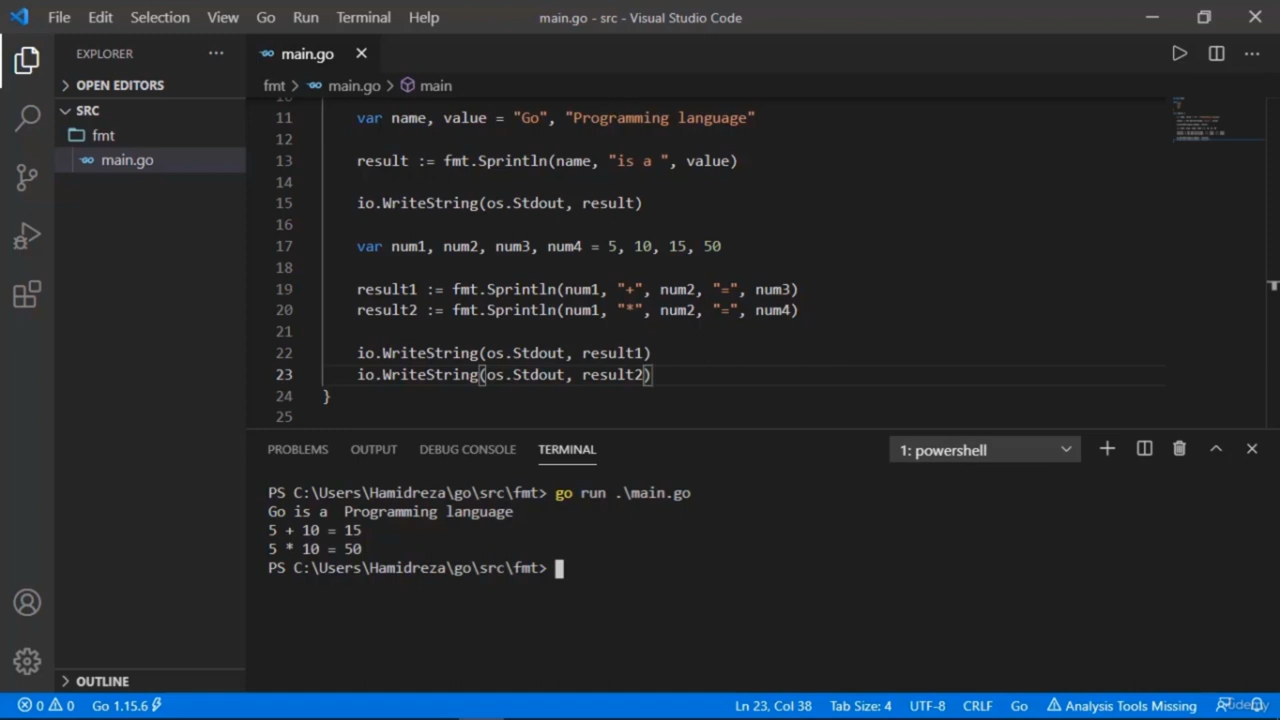 File Edit Selection View Go Run Terminal Help main.go - src - Visual Studio Code
EXPLORER
main.go
OPEN EDITORS
fmt > main.go > main
SRC
fmt
main.go
11 var name, value = "Go", "Programming language"
12
13 result := fmt.Sprintln(name, "is a ", value)
14
15 io.WriteString(os.Stdout, result)
16
17 var num1, num2, num3, num4 = 5, 10, 15, 50
18
19 result1 := fmt.Sprintln(num1, "+", num2, "=", num3)
20 result2 := fmt.Sprintln(num1, "*", num2, "=", num4)
21
22 io.WriteString(os.Stdout, result1)
23 io.WriteString(os.Stdout, result2)
24 }
25
PROBLEMS OUTPUT DEBUG CONSOLE TERMINAL 1: powershell
PS C:\Users\Hamidreza\go\src\fmt> go run .\main.go
Go is a  Programming language
5 + 10 = 15
5 * 10 = 50
PS C:\Users\Hamidreza\go\src\fmt>
OUTLINE
0 0 Go 1.15.6 Ln 23, Col 38 Tab Size: 4 UTF-8 CRLF Go Analysis Tools Missing